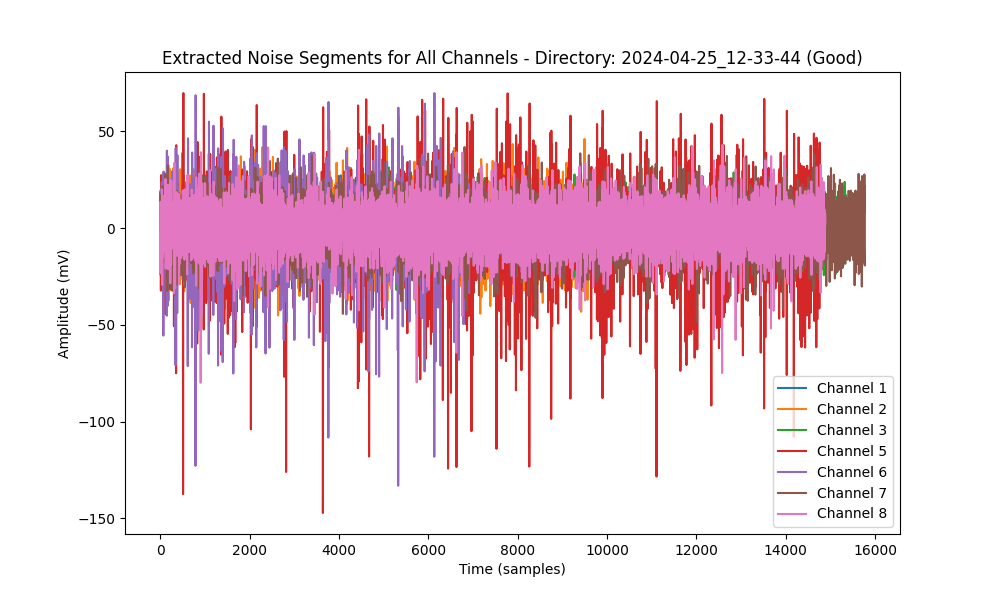 Extracted Noise Segments for All Channels - Directory: 2024-04-25_12-33-44 (Good)
50
0
−50
−100
−150
Amplitude (mV)
0 2000 4000 6000 8000 10000 12000 14000 16000
Time (samples)
Channel 1
Channel 2
Channel 3
Channel 5
Channel 6
Channel 7
Channel 8